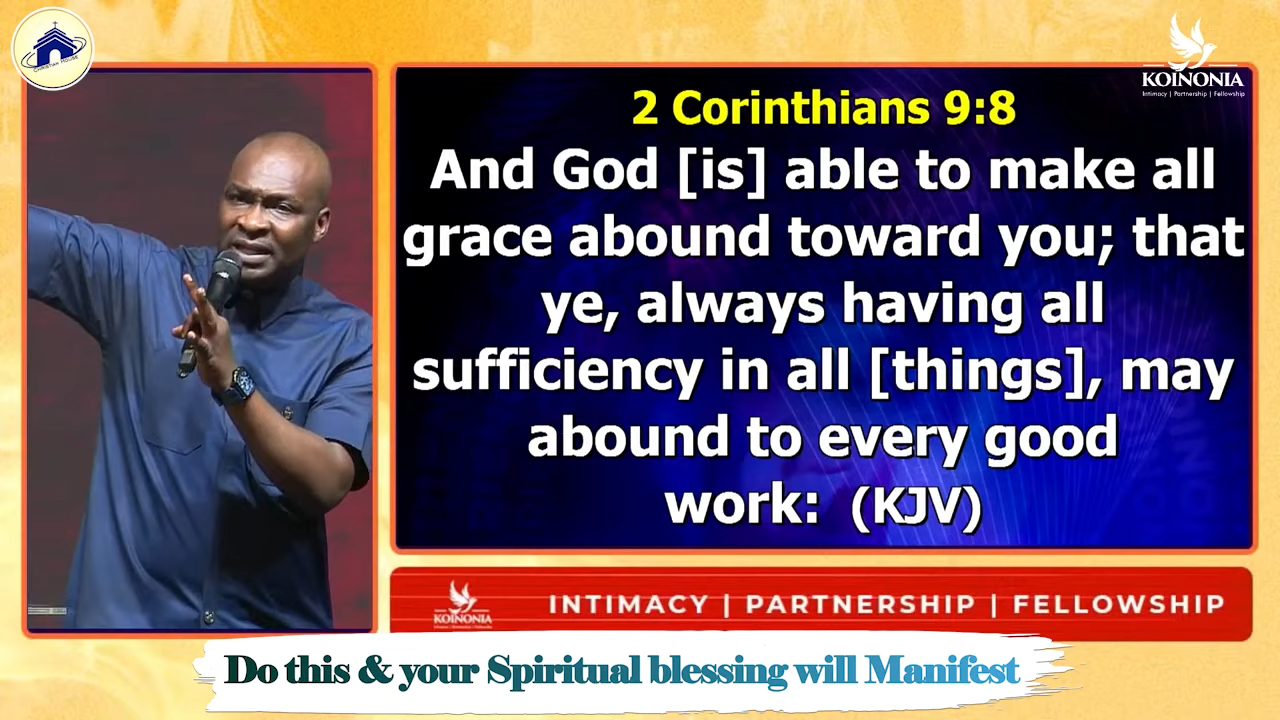 CHRISTIAN HOUSE
KOINONIA
Intimacy | Partnership | Fellowship
2 Corinthians 9:8
And God [is] able to make all
grace abound toward you; that
ye, always having all
sufficiency in all [things], may
abound to every good
work: (KJV)
KOINONIA
INTIMACY | PARTNERSHIP | FELLOWSHIP
Do this & your Spiritual blessing will Manifest